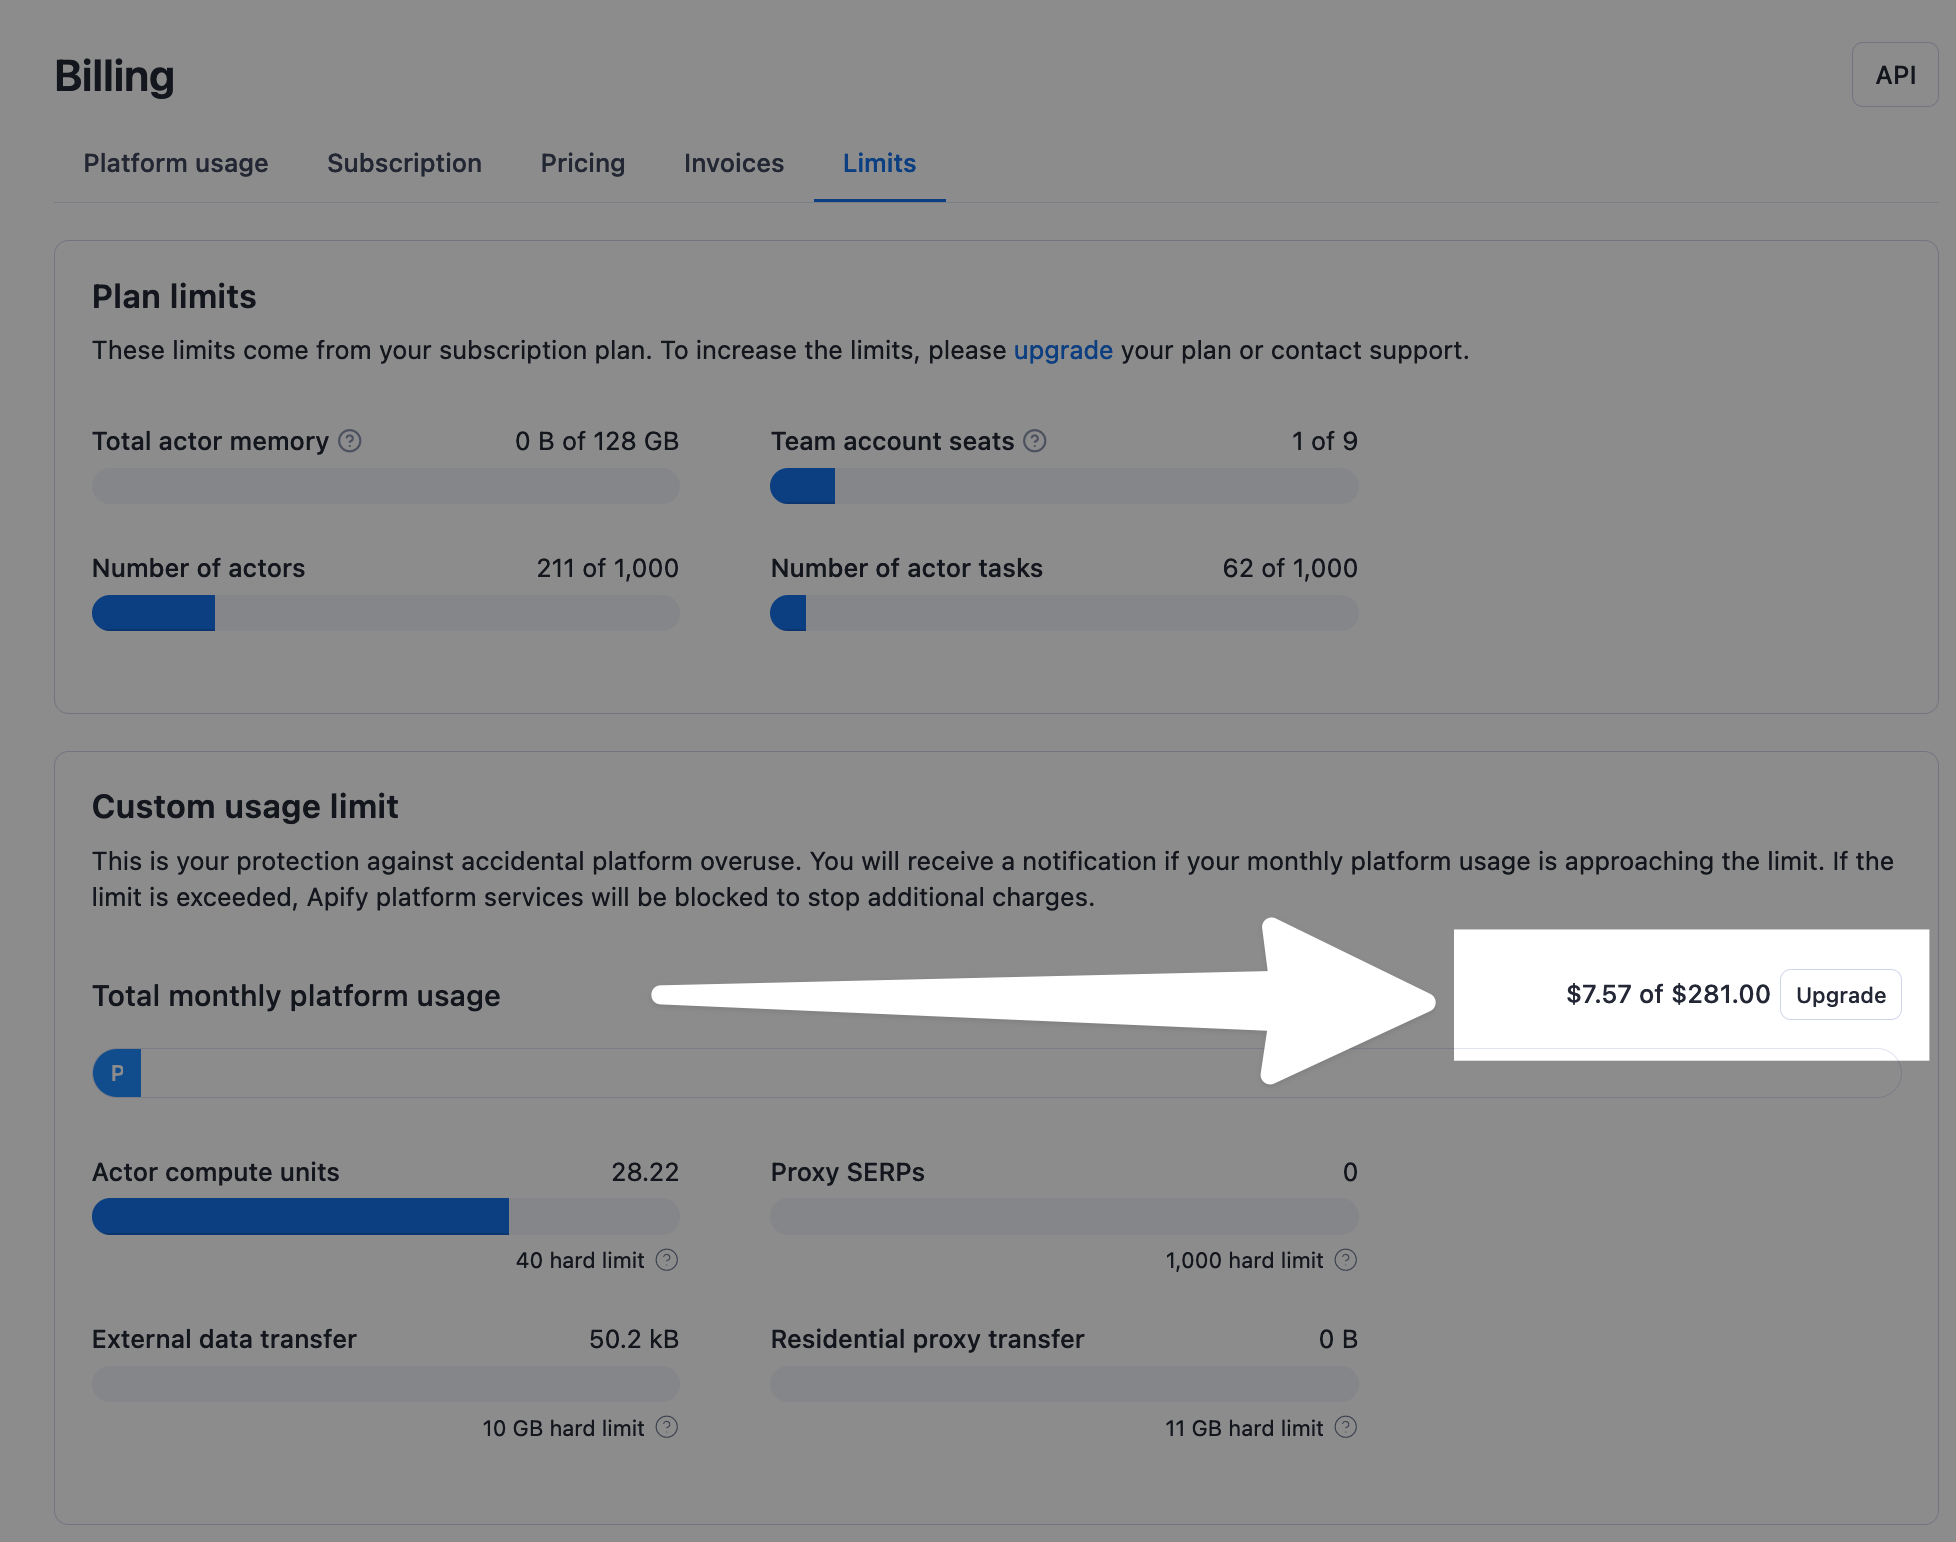 Billing
API
Platform usage Subscription Pricing Invoices Limits
Plan limits
These limits come from your subscription plan. To increase the limits, please upgrade your plan or contact support.
Total actor memory ? 0 B of 128 GB
Team account seats ? 1 of 9
Number of actors 211 of 1,000
Number of actor tasks 62 of 1,000
Custom usage limit
This is your protection against accidental platform overuse. You will receive a notification if your monthly platform usage is approaching the limit. If the
limit is exceeded, Apify platform services will be blocked to stop additional charges.
Total monthly platform usage $7.57 of $281.00 Upgrade
P
Actor compute units 28.22
40 hard limit ?
Proxy SERPs 0
1,000 hard limit ?
External data transfer 50.2 kB
10 GB hard limit ?
Residential proxy transfer 0 B
11 GB hard limit ?